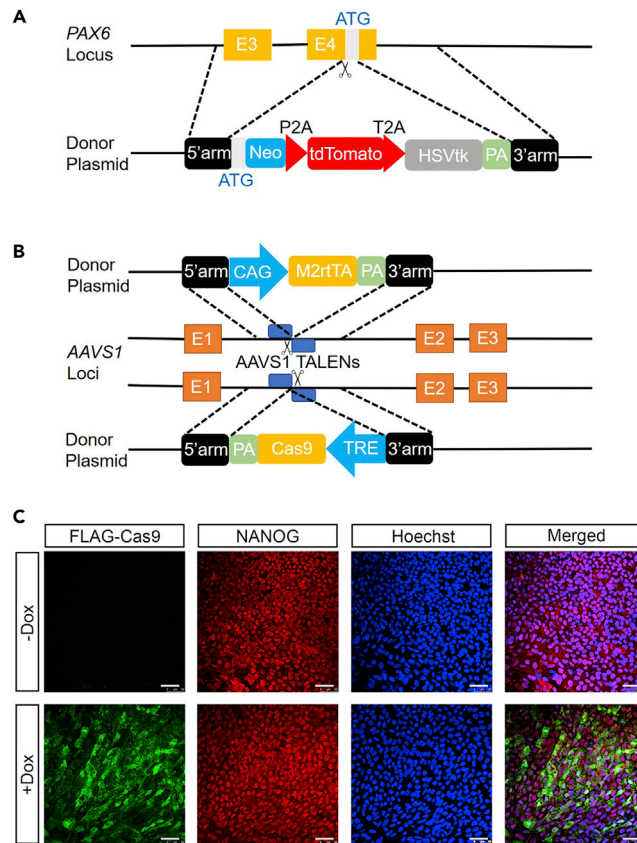 A
PAX6
Locus
ATG
E3
E4
P2A
T2A
Donor
Plasmid
5'arm
Neo
tdTomato
HSVtk
PA
3'arm
ATG
B
Donor
Plasmid
5'arm
CAG
M2rtTA
PA
3'arm
AAVS1
Loci
E1
E2
E3
AAVS1 TALENs
E1
E2
E3
Donor
Plasmid
5'arm
PA
Cas9
TRE
3'arm
C
FLAG-Cas9
NANOG
Hoechst
Merged
-Dox
+Dox